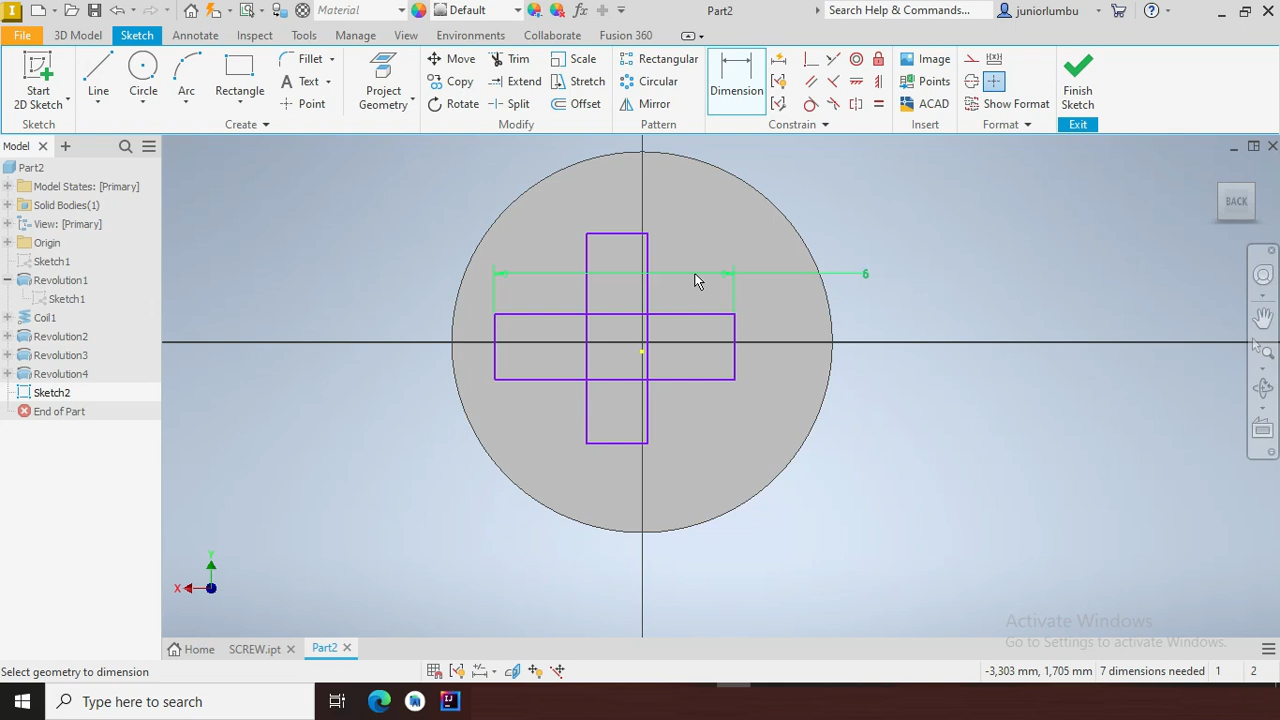 Material
Default
fx
Part2
Search Help & Commands...
juniorlumbu
File
3D Model
Sketch
Annotate
Inspect
Tools
Manage
View
Environments
Collaborate
Fusion 360
Start
2D Sketch
Line
Circle
Arc
Rectangle
Fillet
Text
Point
Project
Geometry
Move
Copy
Rotate
Trim
Extend
Split
Scale
Stretch
Offset
Rectangular
Circular
Mirror
Dimension
Image
Points
ACAD
Show Format
Finish
Sketch
Sketch
Create
Modify
Pattern
Constrain
Insert
Format
Exit
Model
Part2
Model States: [Primary]
Solid Bodies(1)
View: [Primary]
Origin
Sketch1
Revolution1
Sketch1
Coil1
Revolution2
Revolution3
Revolution4
Sketch2
End of Part
BACK
6
Y
X
Activate Windows
Go to Settings to activate Windows.
Home
SCREW.ipt
Part2
Select geometry to dimension
-3,303 mm, 1,705 mm
7 dimensions needed
1
2
Type here to search